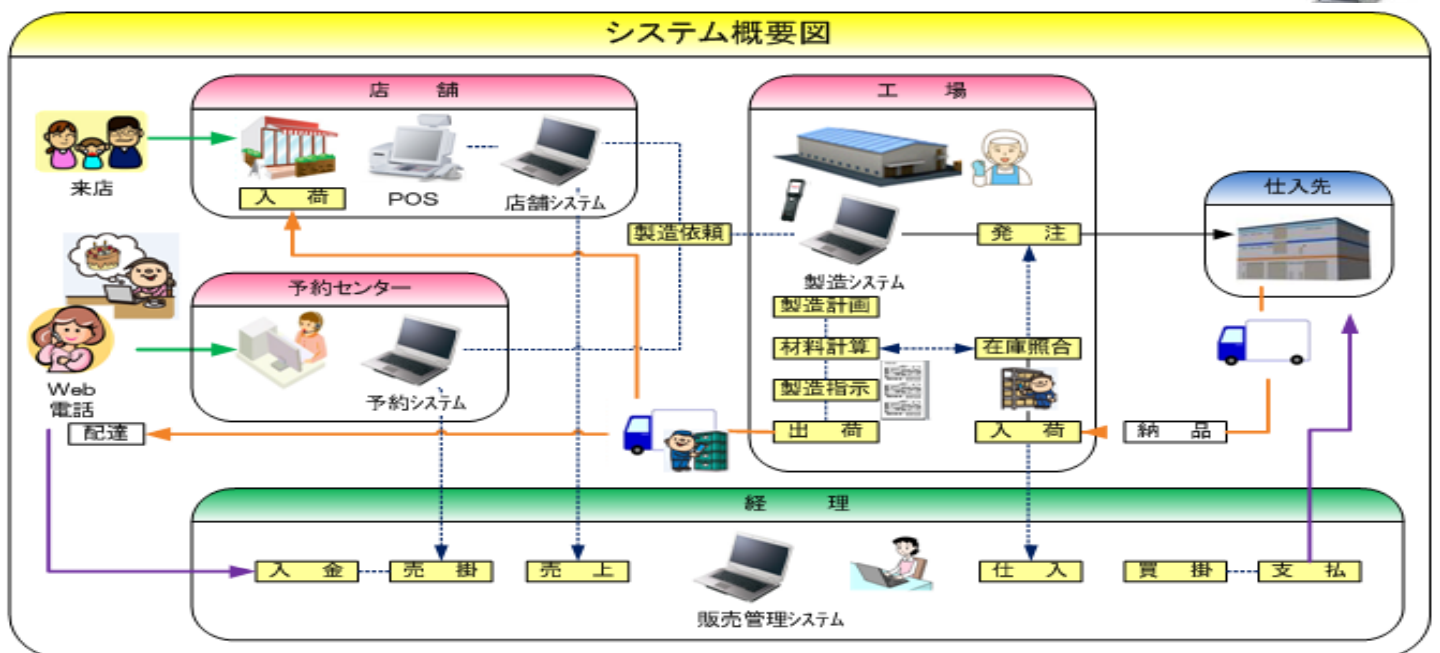 システム概要図
店　舗
工　場
来店
入　荷
POS
店舗システム
仕入先
製造依頼
発　注
製造システム
予約センター
製造計画
材料計算
在庫照合
Web
電話
予約システム
製造指示
配達
出　荷
入　荷
納　品
経　理
入　金
売　掛
売　上
仕　入
買　掛
支　払
販売管理システム